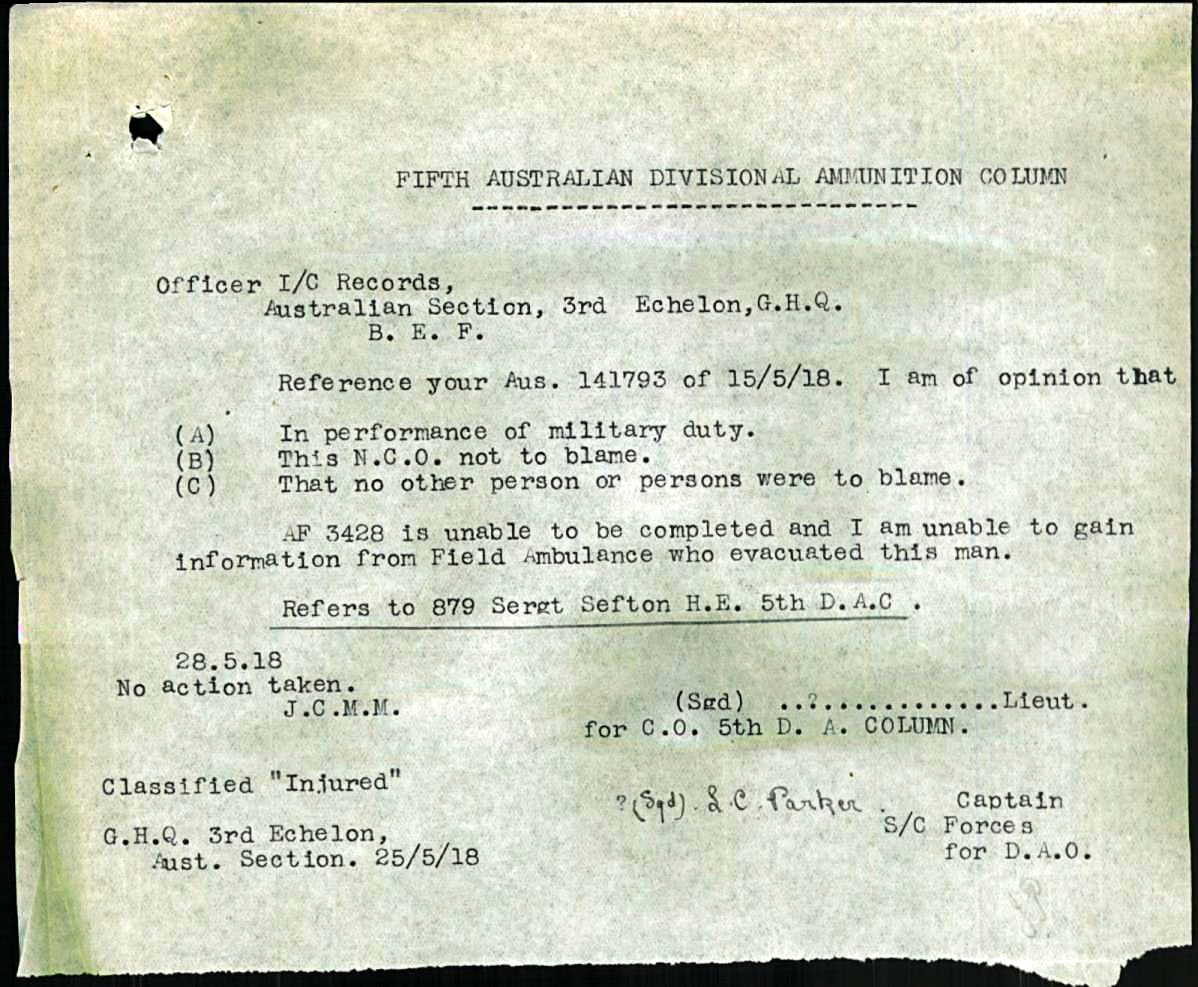 FIFTH AUSTRALIAN DIVISIONAL AMMUNITION COLUMN
------------------------------
Officer I/C Records,
Australian Section, 3rd Echelon,G.H.Q.
B. E. F.
Reference your Aus. 141793 of 15/5/18. I am of opinion that
(A) In performance of military duty.
(B) This N.C.O. not to blame.
(C) That no other person or persons were to blame.
AF 3428 is unable to be completed and I am unable to gain
information from Field Ambulance who evacuated this man.
Refers to 879 Sergt Sefton H.E. 5th D.A.C .
28.5.18
No action taken.
J.C.M.M.
(Sgd) ..?..............Lieut.
for C.O. 5th D. A. COLUMN.
Classified "Injured"
?(Sgd). L.C. Parker . Captain
S/C Forces
for D.A.O.
G.H.Q. 3rd Echelon,
Aust. Section. 25/5/18